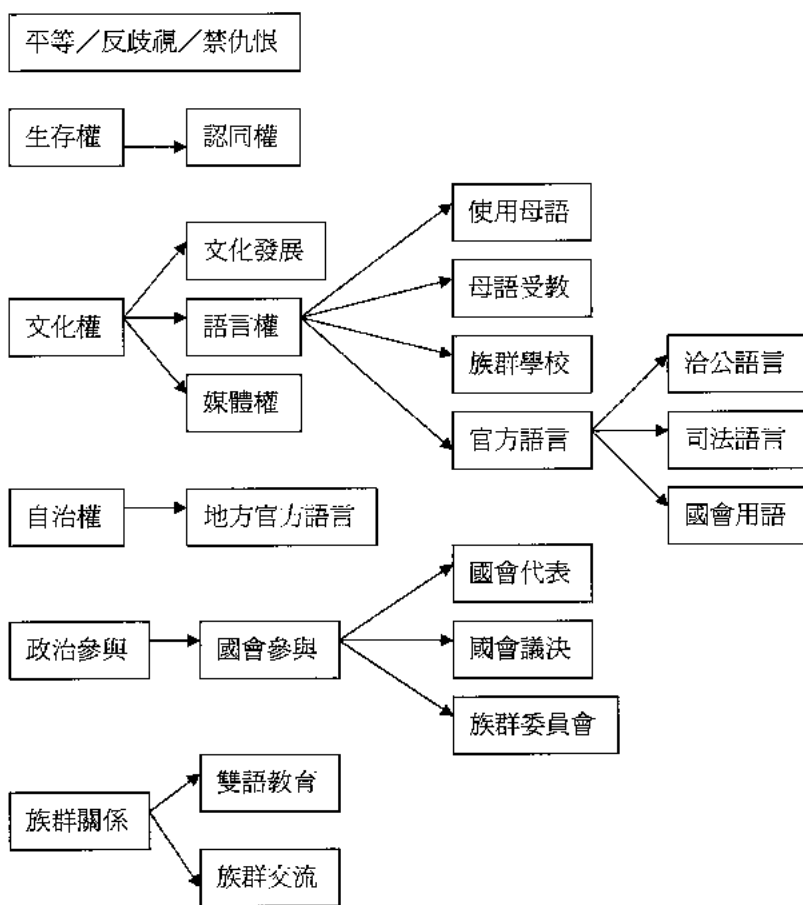 平等／反歧視／禁仇恨
生存權
認同權
文化權
文化發展
語言權
媒體權
使用母語
母語受教
族群學校
官方語言
洽公語言
司法語言
國會用語
自治權
地方官方語言
政治參與
國會參與
國會代表
國會議決
族群委員會
族群關係
雙語教育
族群交流